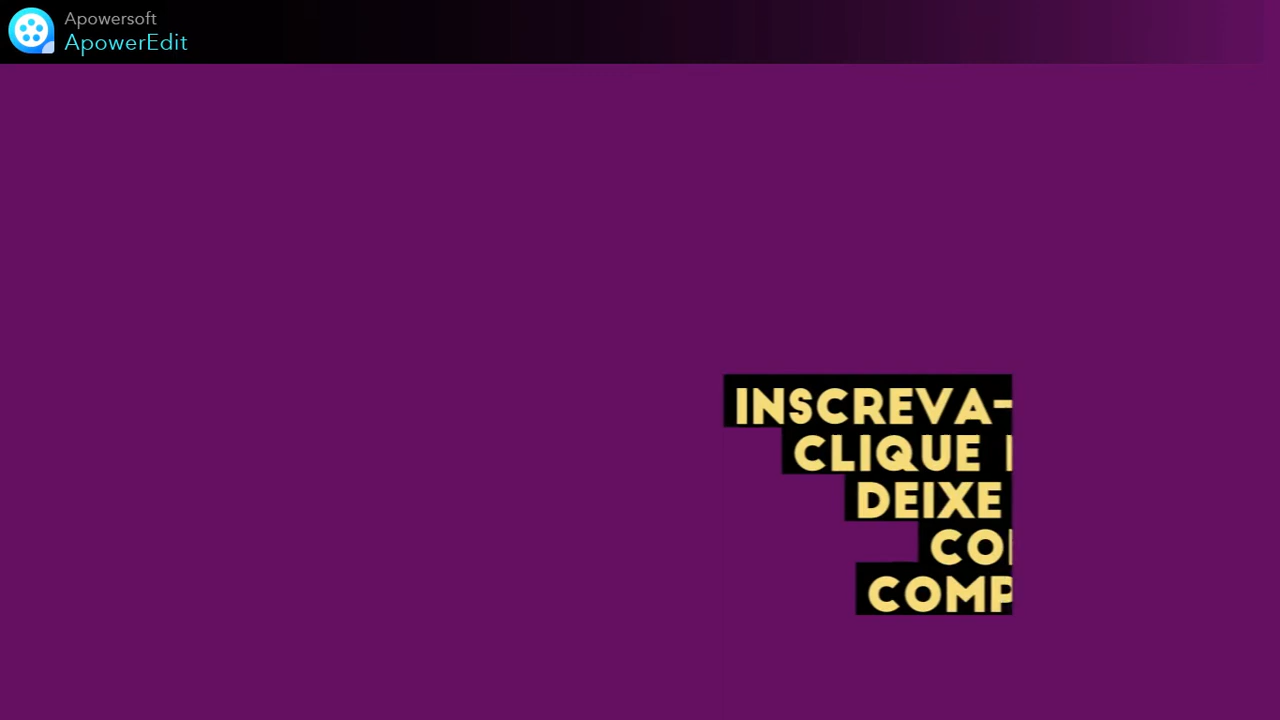 Apowersoft
ApowerEdit
INSCREVA-
CLIQUE
DEIXE
CO
COMP